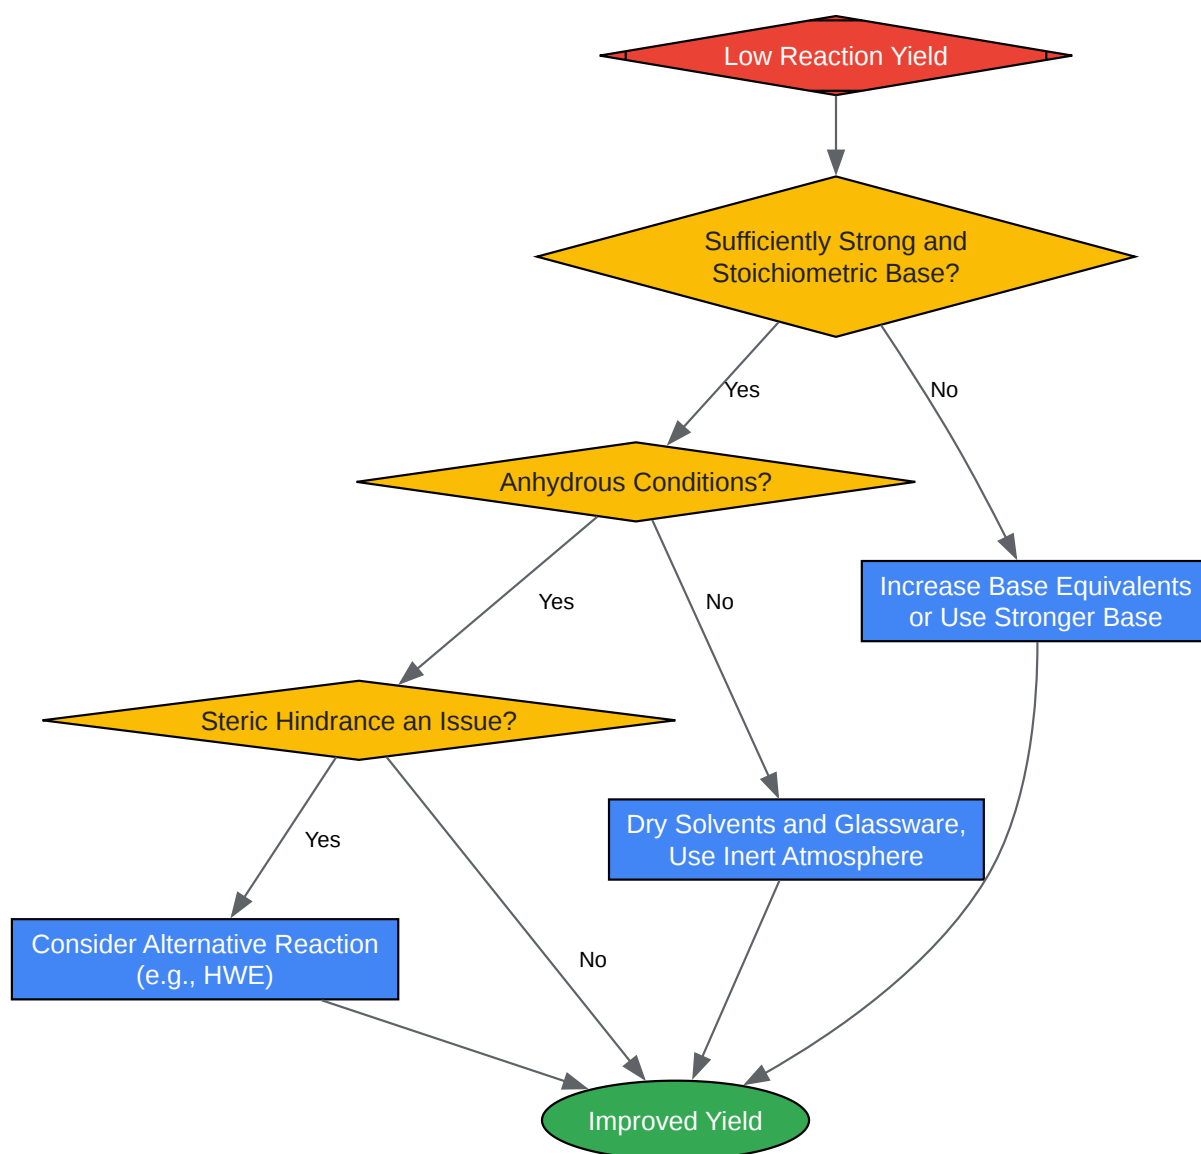 Low Reaction Yield
Sufficiently Strong and
Stoichiometric Base?
Yes
No
Anhydrous Conditions?
Increase Base Equivalents
or Use Stronger Base
Yes
No
Steric Hindrance an Issue?
Dry Solvents and Glassware,
Use Inert Atmosphere
Yes
Consider Alternative Reaction
(e.g., HWE)
No
Improved Yield